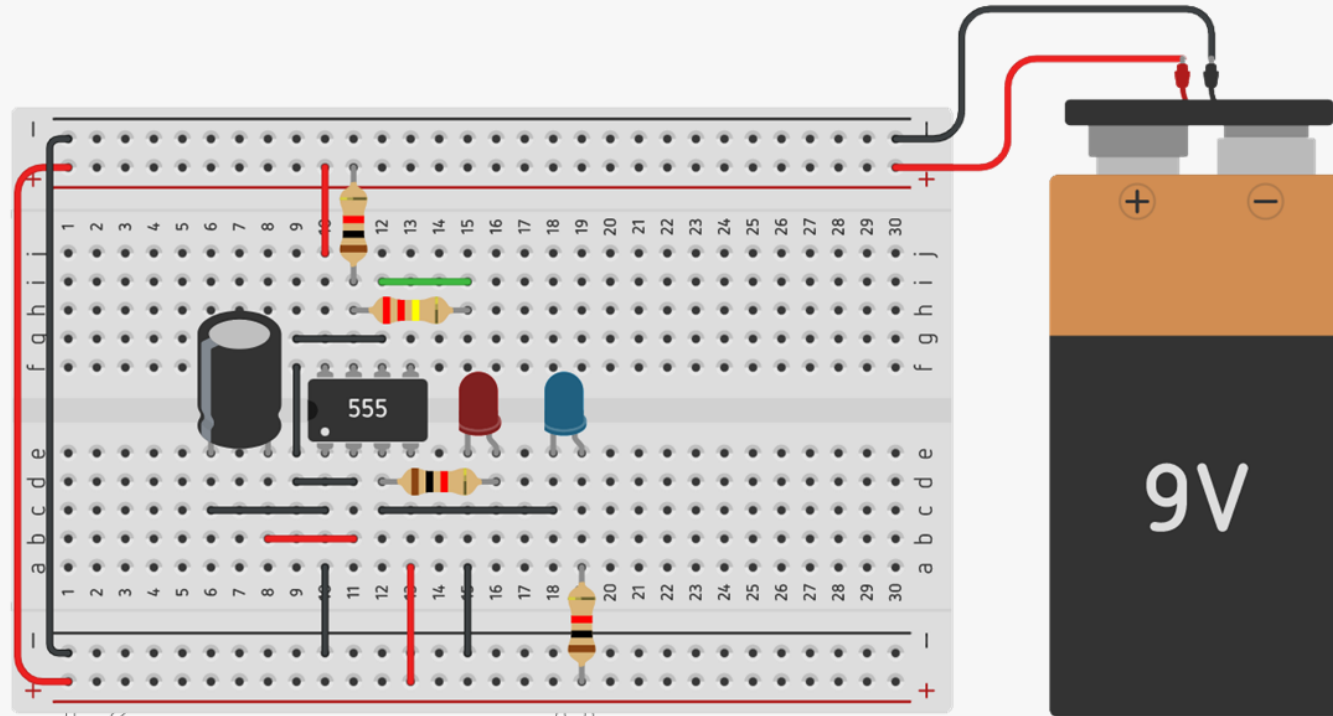 − −
+ +
1 2 3 4 5 6 7 8 9 10 11 12 13 14 15 16 17 18 19 20 21 22 23 24 25 26 27 28 29 30
j j
i i
h h
g g
f f
555
e e
d d
c c
b b
a a
1 2 3 4 5 6 7 8 9 10 11 12 13 14 15 16 17 18 19 20 21 22 23 24 25 26 27 28 29 30
− −
+ +
+ −
9V